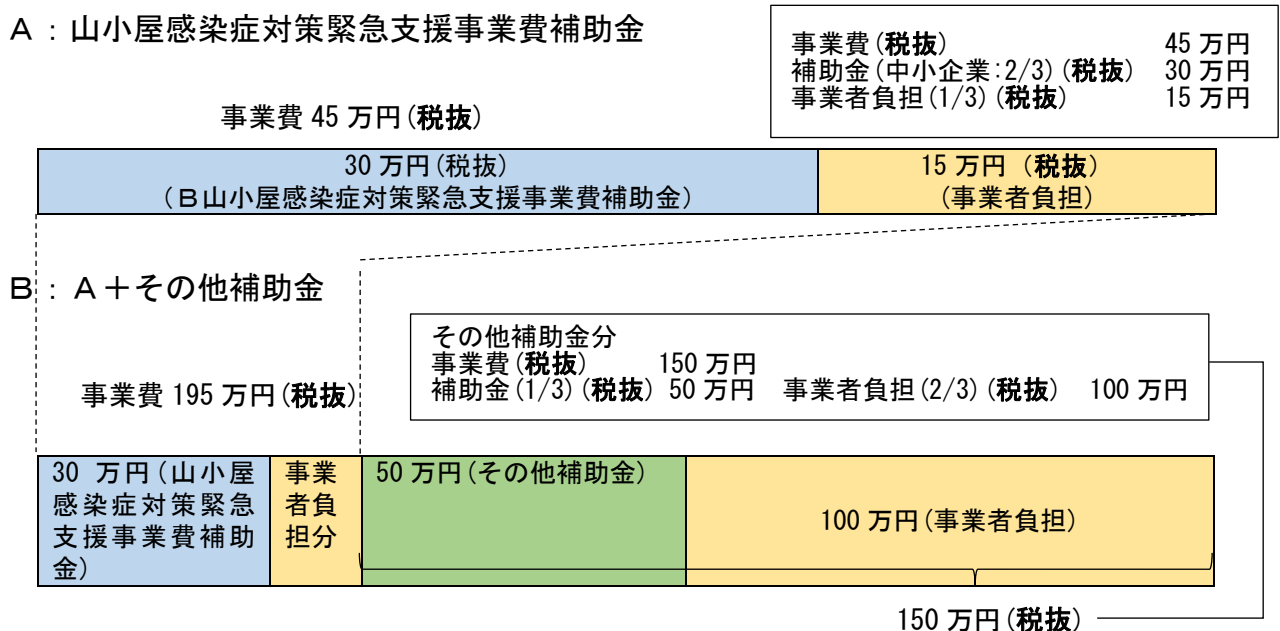 A：山小屋感染症対策緊急支援事業費補助金
事業費(税抜) 45 万円
補助金(中小企業:2/3)(税抜) 30 万円
事業者負担(1/3)(税抜) 15 万円
事業費 45 万円(税抜)
30 万円(税抜)
（Ｂ山小屋感染症対策緊急支援事業費補助金）
15 万円 (税抜)
(事業者負担)
B：A＋その他補助金
その他補助金分
事業費(税抜) 150 万円
補助金(1/3)(税抜) 50 万円 事業者負担(2/3)(税抜) 100 万円
事業費 195 万円(税抜)
30 万円(山小屋
感染症対策緊急
支援事業費補助
金)
事業
者負
担分
50 万円(その他補助金)
100 万円(事業者負担)
150 万円(税抜)